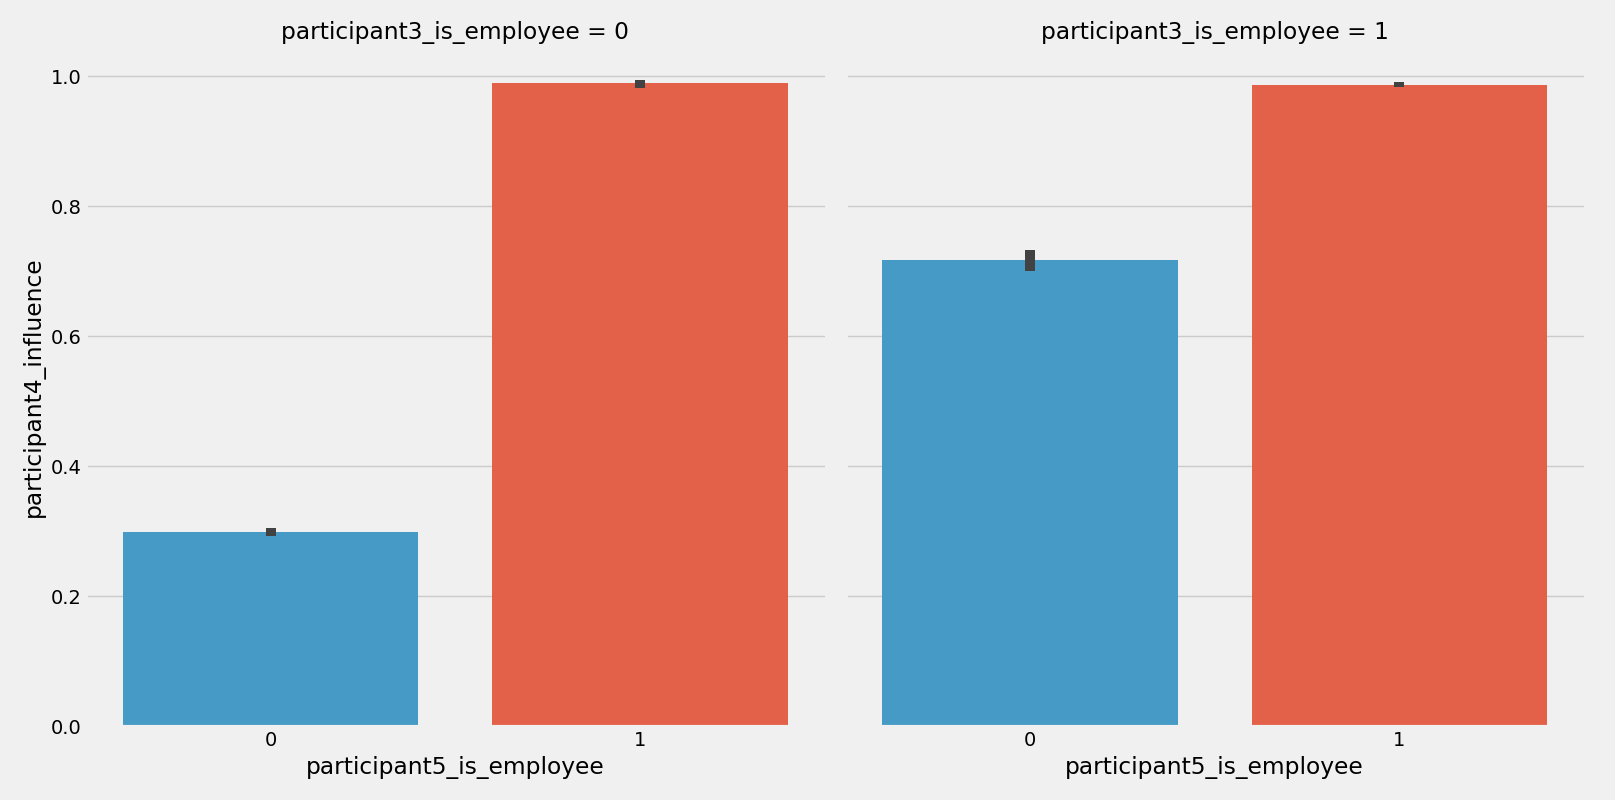 participant3_is_employee = 0
participant3_is_employee = 1
participant4_influence
1.0
0.8
0.6
0.4
0.2
0.0
0 1
0 1
participant5_is_employee
participant5_is_employee